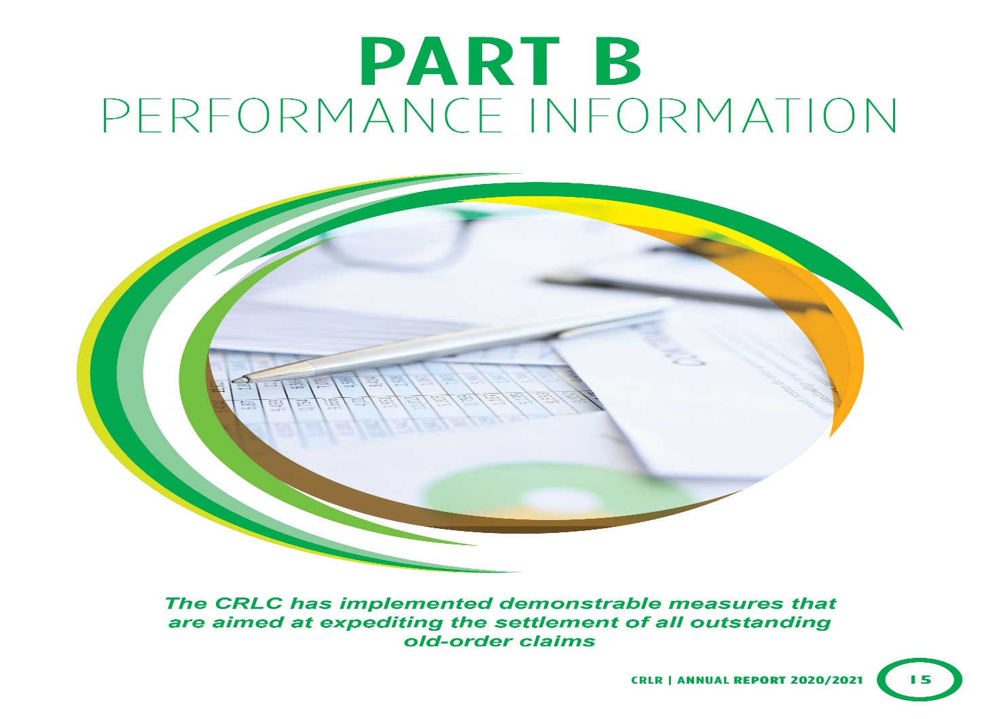 PART B
PERFORMANCE INFORMATION
The CRLC has implemented demonstrable measures that
are aimed at expediting the settlement of all outstanding
old-order claims
CRLR | ANNUAL REPORT 2020/2021
15